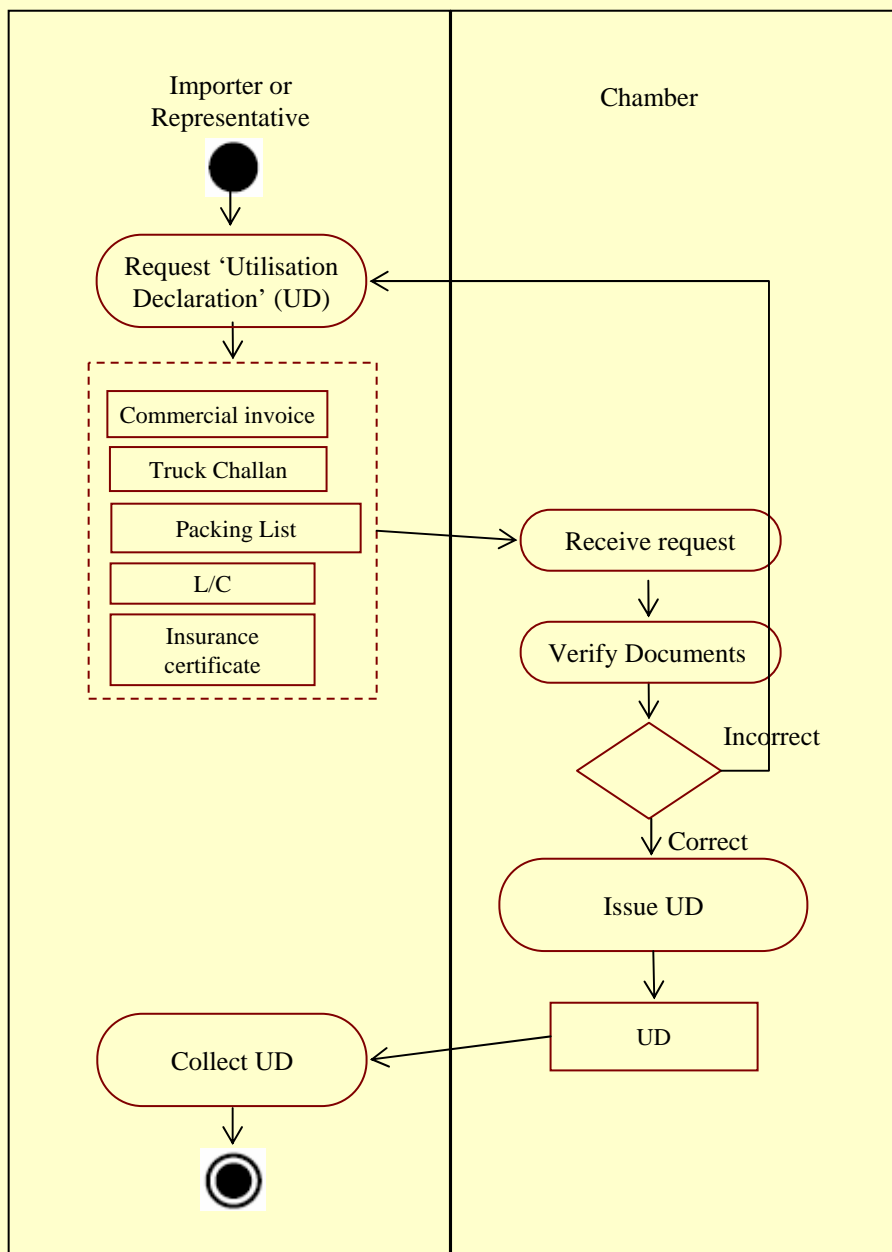 Importer or
Representative
Chamber
Request ‘Utilisation
Declaration’ (UD)
Commercial invoice
Truck Challan
Packing List
L/C
Insurance
certificate
Receive request
Verify Documents
Incorrect
Correct
Issue UD
UD
Collect UD